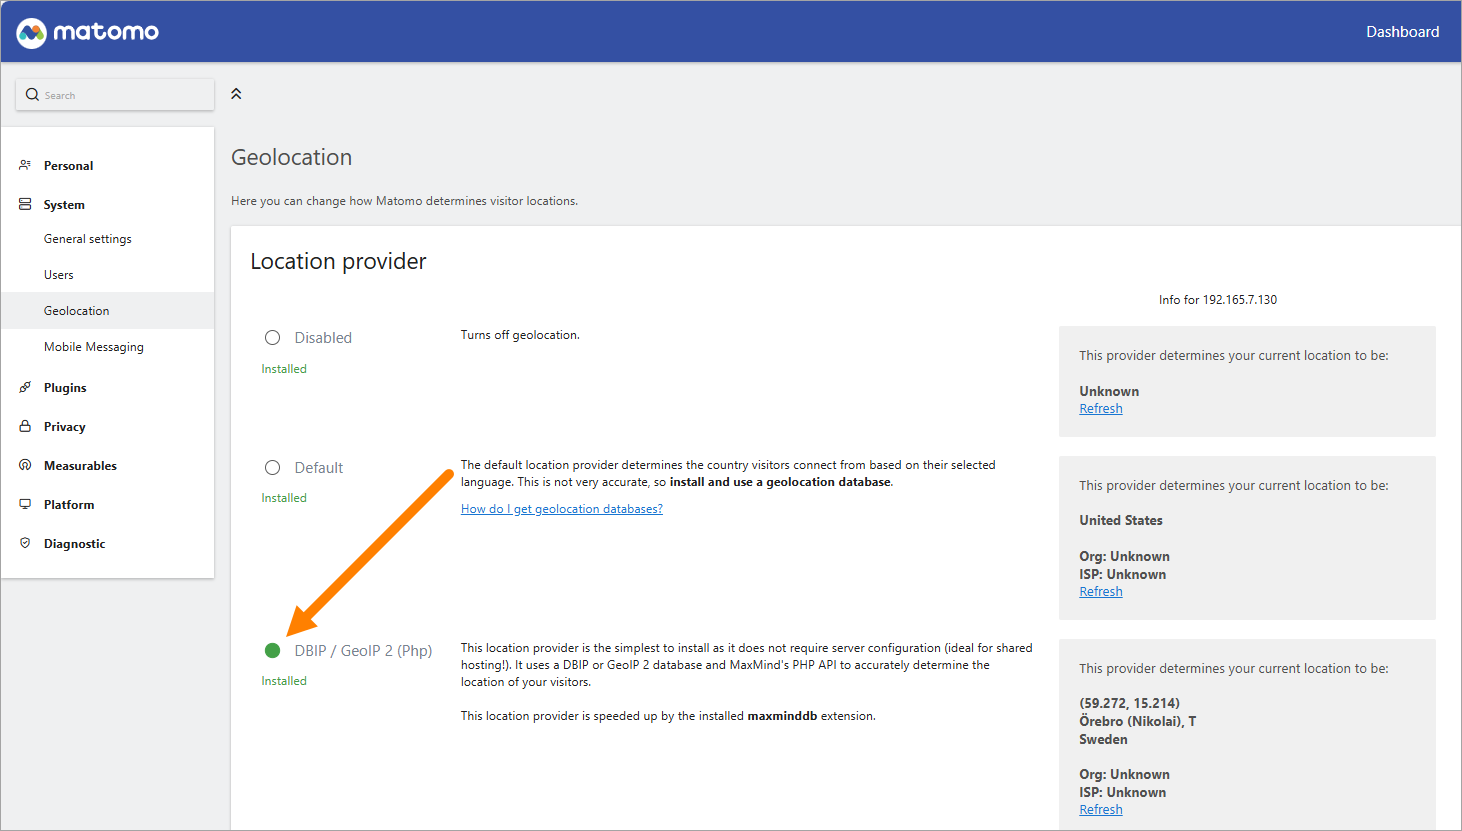 matomo
Dashboard
Search
Personal
System
General settings
Users
Geolocation
Mobile Messaging
Plugins
Privacy
Measurables
Platform
Diagnostic
Geolocation
Here you can change how Matomo determines visitor locations.
Location provider
Info for 192.165.7.130
Disabled
Installed
Turns off geolocation.
This provider determines your current location to be:
Unknown
Refresh
Default
Installed
The default location provider determines the country visitors connect from based on their selected
language. This is not very accurate, so install and use a geolocation database.
How do I get geolocation databases?
This provider determines your current location to be:
United States
Org: Unknown
ISP: Unknown
Refresh
DBIP / GeoIP 2 (Php)
Installed
This location provider is the simplest to install as it does not require server configuration (ideal for shared
hosting!). It uses a DBIP or GeoIP 2 database and MaxMind's PHP API to accurately determine the
location of your visitors.
This location provider is speeded up by the installed maxminddb extension.
This provider determines your current location to be:
(59.272, 15.214)
Örebro (Nikolai), T
Sweden
Org: Unknown
ISP: Unknown
Refresh